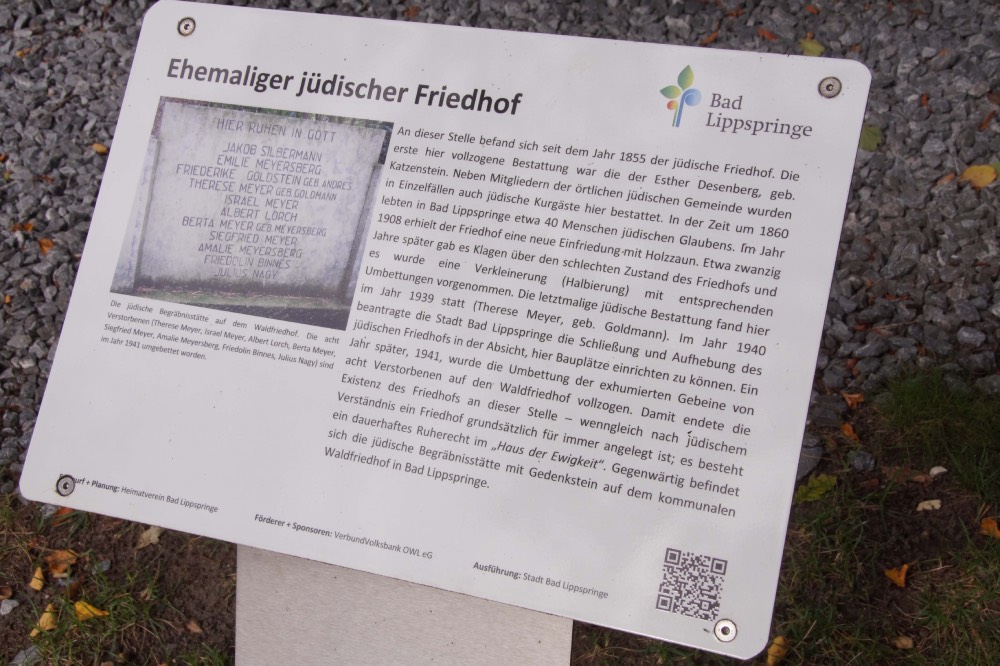 Ehemaliger jüdischer Friedhof
Bad
Lippspringe
HIER RUHEN IN GOTT
JAKOB SILBERMANN
EMILIE MEYERSBERG
FRIEDERIKE GOLDSTEIN GEB ANDRES
THERESE MEYER GEB GOLDMANN
ISRAEL MEYER
ALBERT LORCH
BERTA MEYER GEB MEYERSBERG
SIEGFRIED MEYER
AMALIE MEYERSBERG
FRIEDOLIN BINNES
JULIUS NAGY
Die jüdische Begräbnisstätte auf dem Waldfriedhof. Die acht
Verstorbenen (Therese Meyer, Israel Meyer, Albert Lorch, Berta Meyer,
Siegfried Meyer, Amalie Meyersberg, Friedolin Binnes, Julius Nagy) sind
im Jahr 1941 umgebettet worden.
An dieser Stelle befand sich seit dem Jahr 1855 der jüdische Friedhof. Die
erste hier vollzogene Bestattung war die der Esther Desenberg, geb.
Katzenstein. Neben Mitgliedern der örtlichen jüdischen Gemeinde wurden
in Einzelfällen auch jüdische Kurgäste hier bestattet. In der Zeit um 1860
lebten in Bad Lippspringe etwa 40 Menschen jüdischen Glaubens. Im Jahr
1908 erhielt der Friedhof eine neue Einfriedung mit Holzzaun. Etwa zwanzig
Jahre später gab es Klagen über den schlechten Zustand des Friedhofs und
es wurde eine Verkleinerung (Halbierung) mit entsprechenden
Umbettungen vorgenommen. Die letztmalige jüdische Bestattung fand hier
im Jahr 1939 statt (Therese Meyer, geb. Goldmann). Im Jahr 1940
beantragte die Stadt Bad Lippspringe die Schließung und Aufhebung des
jüdischen Friedhofs in der Absicht, hier Bauplätze einrichten zu können. Ein
Jahr später, 1941, wurde die Umbettung der exhumierten Gebeine von
acht Verstorbenen auf den Waldfriedhof vollzogen. Damit endete die
Existenz des Friedhofs an dieser Stelle – wenngleich nach jüdischem
Verständnis ein Friedhof grundsätzlich für immer angelegt ist; es besteht
ein dauerhaftes Ruherecht im „Haus der Ewigkeit“. Gegenwärtig befindet
sich die jüdische Begräbnisstätte mit Gedenkstein auf dem kommunalen
Waldfriedhof in Bad Lippspringe.
+ Planung: Heimatverein Bad Lippspringe
Förderer + Sponsoren: VerbundVolksbank OWL eG
Ausführung: Stadt Bad Lippspringe